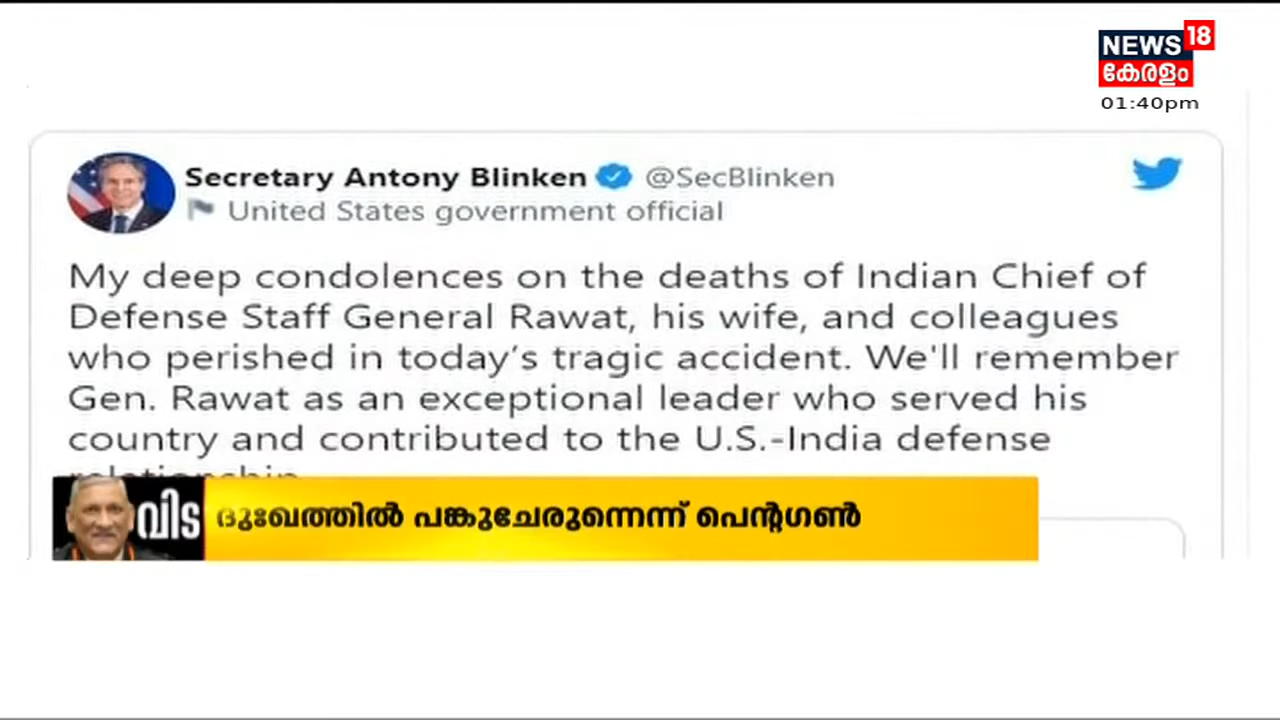 NEWS 18
കേരളം
01:40pm
Secretary Antony Blinken @SecBlinken
United States government official
My deep condolences on the deaths of Indian Chief of
Defense Staff General Rawat, his wife, and colleagues
who perished in today’s tragic accident. We'll remember
Gen. Rawat as an exceptional leader who served his
country and contributed to the U.S.-India defense
relationship.
വിട
ദുഃഖത്തിൽ പങ്കുചേരുന്നെന്ന് പെന്റഗൺ